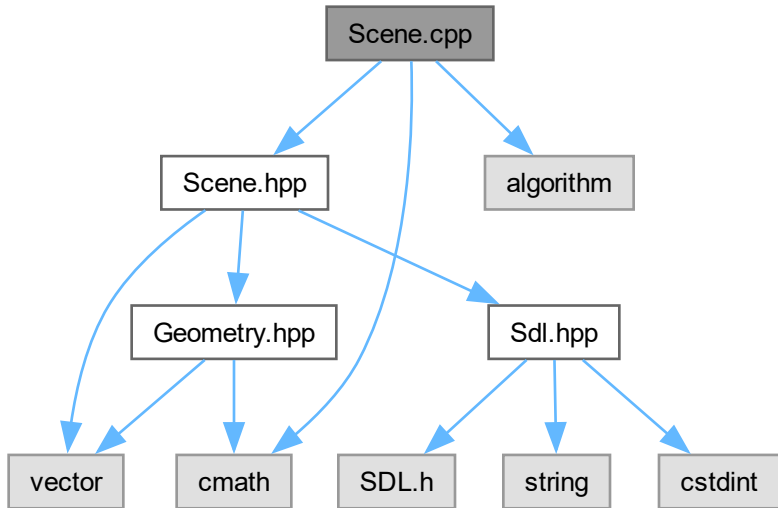 Scene.cpp
Scene.hpp
algorithm
Geometry.hpp
Sdl.hpp
vector
cmath
SDL.h
string
cstdint